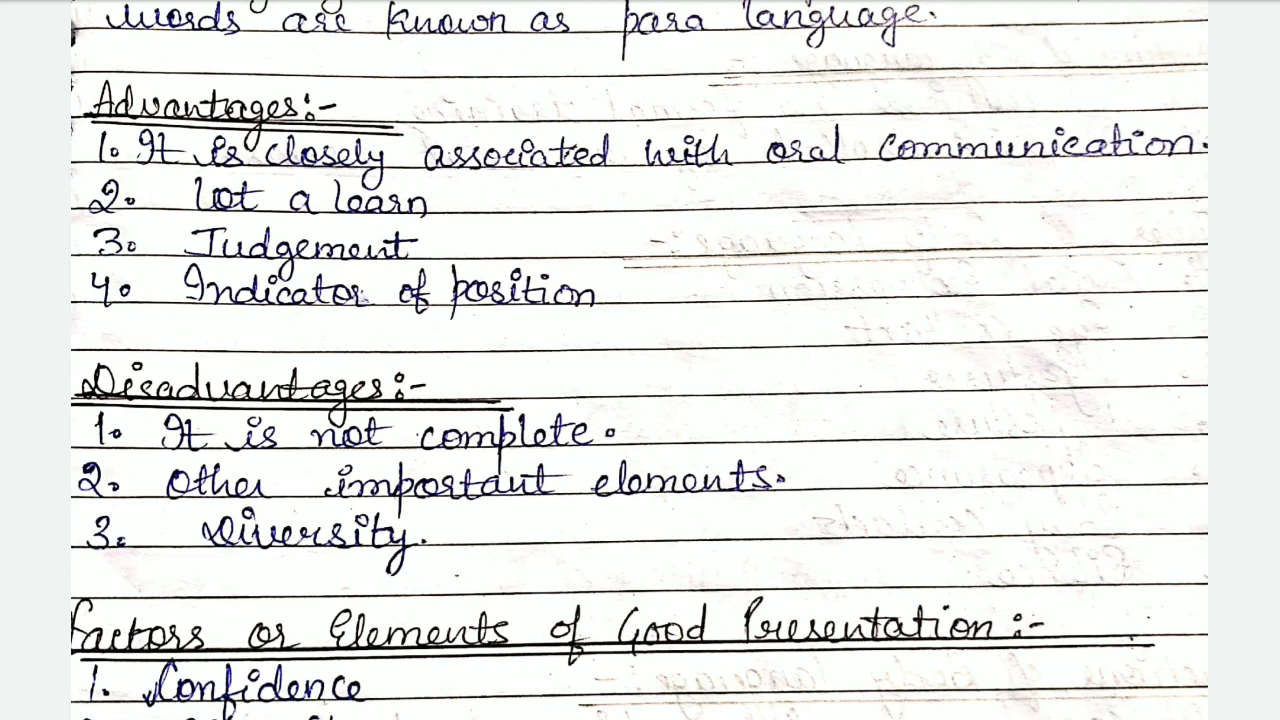 words are known as para language.
Advantages:-
1. It is closely associated with oral communication.
2. lot a learn
3. Judgement
4. Indicator of position
Disadvantages:-
1. It is not complete.
2. Other important elements.
3. Diversity.
Factors or Elements of Good Presentation:-
1. Confidence